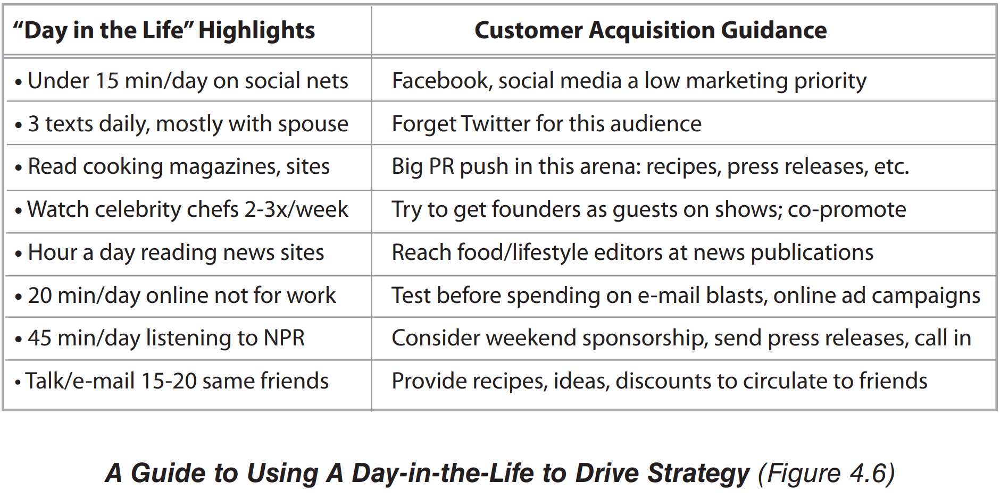 “Day in the Life” Highlights
Customer Acquisition Guidance
• Under 15 min/day on social nets
Facebook, social media a low marketing priority
• 3 texts daily, mostly with spouse
Forget Twitter for this audience
• Read cooking magazines, sites
Big PR push in this arena: recipes, press releases, etc.
• Watch celebrity chefs 2-3x/week
Try to get founders as guests on shows; co-promote
• Hour a day reading news sites
Reach food/lifestyle editors at news publications
• 20 min/day online not for work
Test before spending on e-mail blasts, online ad campaigns
• 45 min/day listening to NPR
Consider weekend sponsorship, send press releases, call in
• Talk/e-mail 15-20 same friends
Provide recipes, ideas, discounts to circulate to friends
A Guide to Using A Day-in-the-Life to Drive Strategy (Figure 4.6)